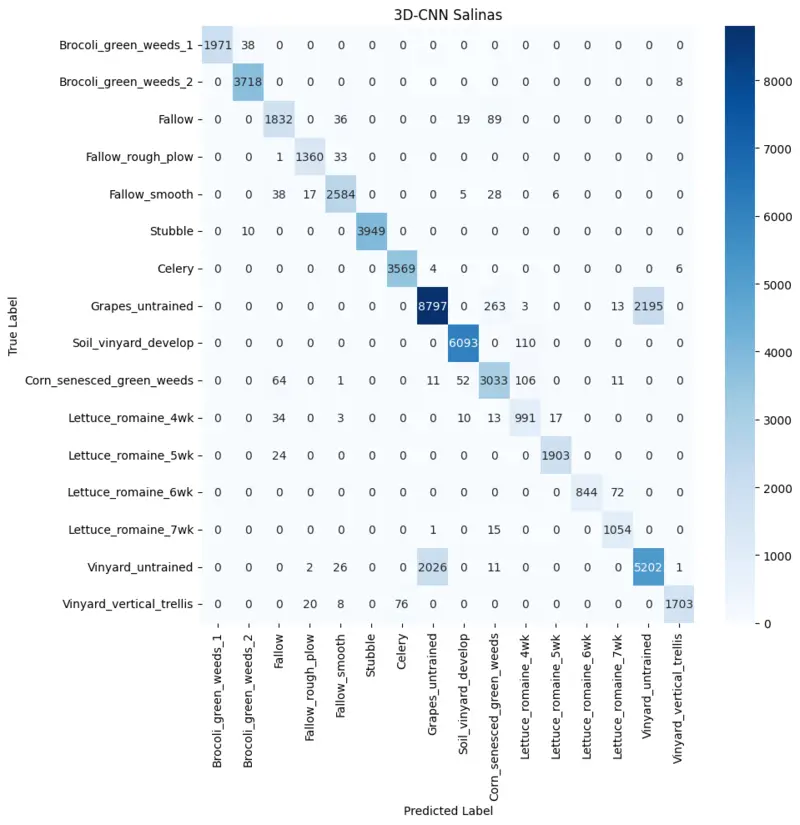 3D-CNN Salinas
Brocoli_green_weeds_1 1971 38 0 0 0 0 0 0 0 0 0 0 0 0 0 0
Brocoli_green_weeds_2 0 3718 0 0 0 0 0 0 0 0 0 0 0 0 0 8
Fallow 0 0 1832 0 36 0 0 0 19 89 0 0 0 0 0 0
Fallow_rough_plow 0 0 1 1360 33 0 0 0 0 0 0 0 0 0 0 0
Fallow_smooth 0 0 38 17 2584 0 0 0 5 28 0 6 0 0 0 0
Stubble 0 10 0 0 0 3949 0 0 0 0 0 0 0 0 0 0
Celery 0 0 0 0 0 0 3569 4 0 0 0 0 0 0 0 6
Grapes_untrained 0 0 0 0 0 0 0 8797 0 263 3 0 0 13 2195 0
Soil_vinyard_develop 0 0 0 0 0 0 0 0 6093 0 110 0 0 0 0 0
Corn_senesced_green_weeds 0 0 64 0 1 0 0 11 52 3033 106 0 0 11 0 0
Lettuce_romaine_4wk 0 0 34 0 3 0 0 0 10 13 991 17 0 0 0 0
Lettuce_romaine_5wk 0 0 24 0 0 0 0 0 0 0 0 1903 0 0 0 0
Lettuce_romaine_6wk 0 0 0 0 0 0 0 0 0 0 0 0 844 72 0 0
Lettuce_romaine_7wk 0 0 0 0 0 0 0 1 0 15 0 0 0 1054 0 0
Vinyard_untrained 0 0 0 2 26 0 0 2026 0 11 0 0 0 0 5202 1
Vinyard_vertical_trellis 0 0 0 20 8 0 76 0 0 0 0 0 0 0 0 1703
True Label
Brocoli_green_weeds_1
Brocoli_green_weeds_2
Fallow
Fallow_rough_plow
Fallow_smooth
Stubble
Celery
Grapes_untrained
Soil_vinyard_develop
Corn_senesced_green_weeds
Lettuce_romaine_4wk
Lettuce_romaine_5wk
Lettuce_romaine_6wk
Lettuce_romaine_7wk
Vinyard_untrained
Vinyard_vertical_trellis
Predicted Label
8000
7000
6000
5000
4000
3000
2000
1000
0